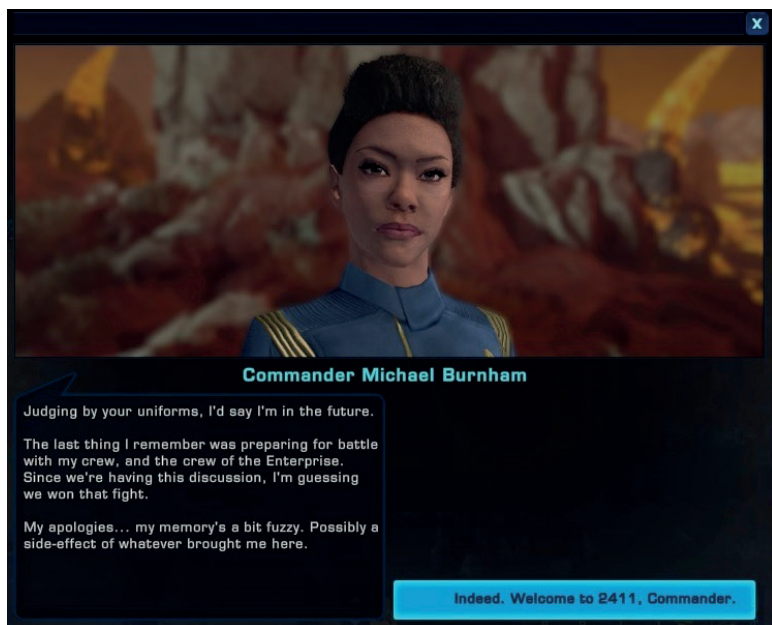 X
Commander Michael Burnham
Judging by your uniforms, I'd say I'm in the future.
The last thing I remember was preparing for battle
with my crew, and the crew of the Enterprise.
Since we're having this discussion, I'm guessing
we won that fight.
My apologies... my memory's a bit fuzzy. Possibly a
side-effect of whatever brought me here.
Indeed. Welcome to 2411, Commander.